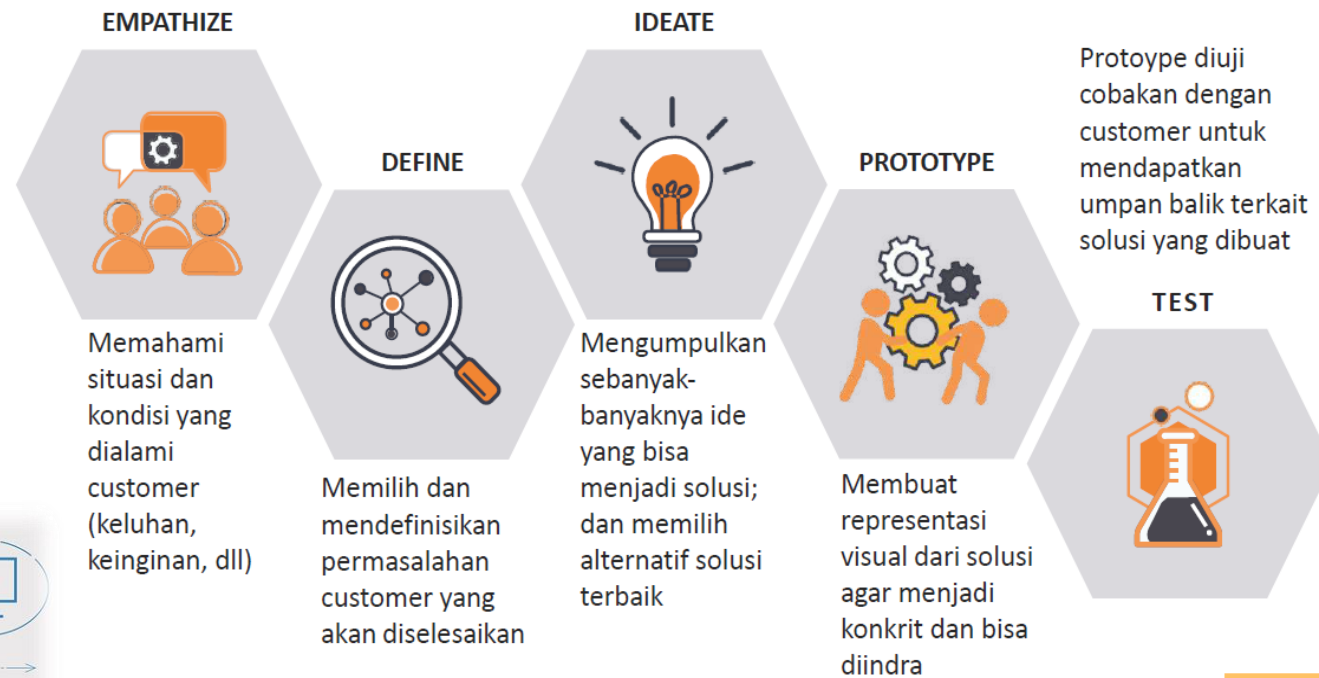 EMPATHIZE
Memahami
situasi dan
kondisi yang
dialami
customer
(keluhan,
keinginan, dll)
DEFINE
Memilih dan
mendefinisikan
permasalahan
customer yang
akan diselesaikan
IDEATE
Mengumpulkan
sebanyak-
banyaknya ide
yang bisa
menjadi solusi;
dan memilih
alternatif solusi
terbaik
PROTOTYPE
Membuat
representasi
visual dari solusi
agar menjadi
konkrit dan bisa
diindra
Protoype diuji
cobakan dengan
customer untuk
mendapatkan
umpan balik terkait
solusi yang dibuat
TEST